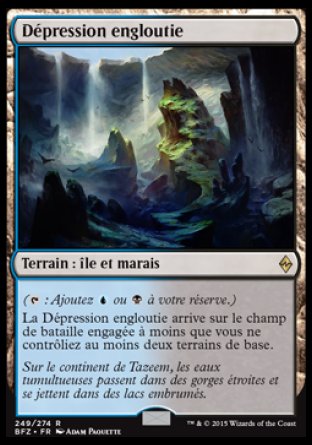 Dépression engloutie
Terrain : île et marais
( : Ajoutez ou à votre réserve.)
La Dépression engloutie arrive sur le champ
de bataille engagée à moins que vous ne
contrôliez au moins deux terrains de base.
Sur le continent de Tazeem, les eaux
tumultueuses passent dans des gorges étroites et
se jettent dans des lacs embrumés.
249/274 R
BFZ • FR Adam Paquette
™ & © 2015 Wizards of the Coast